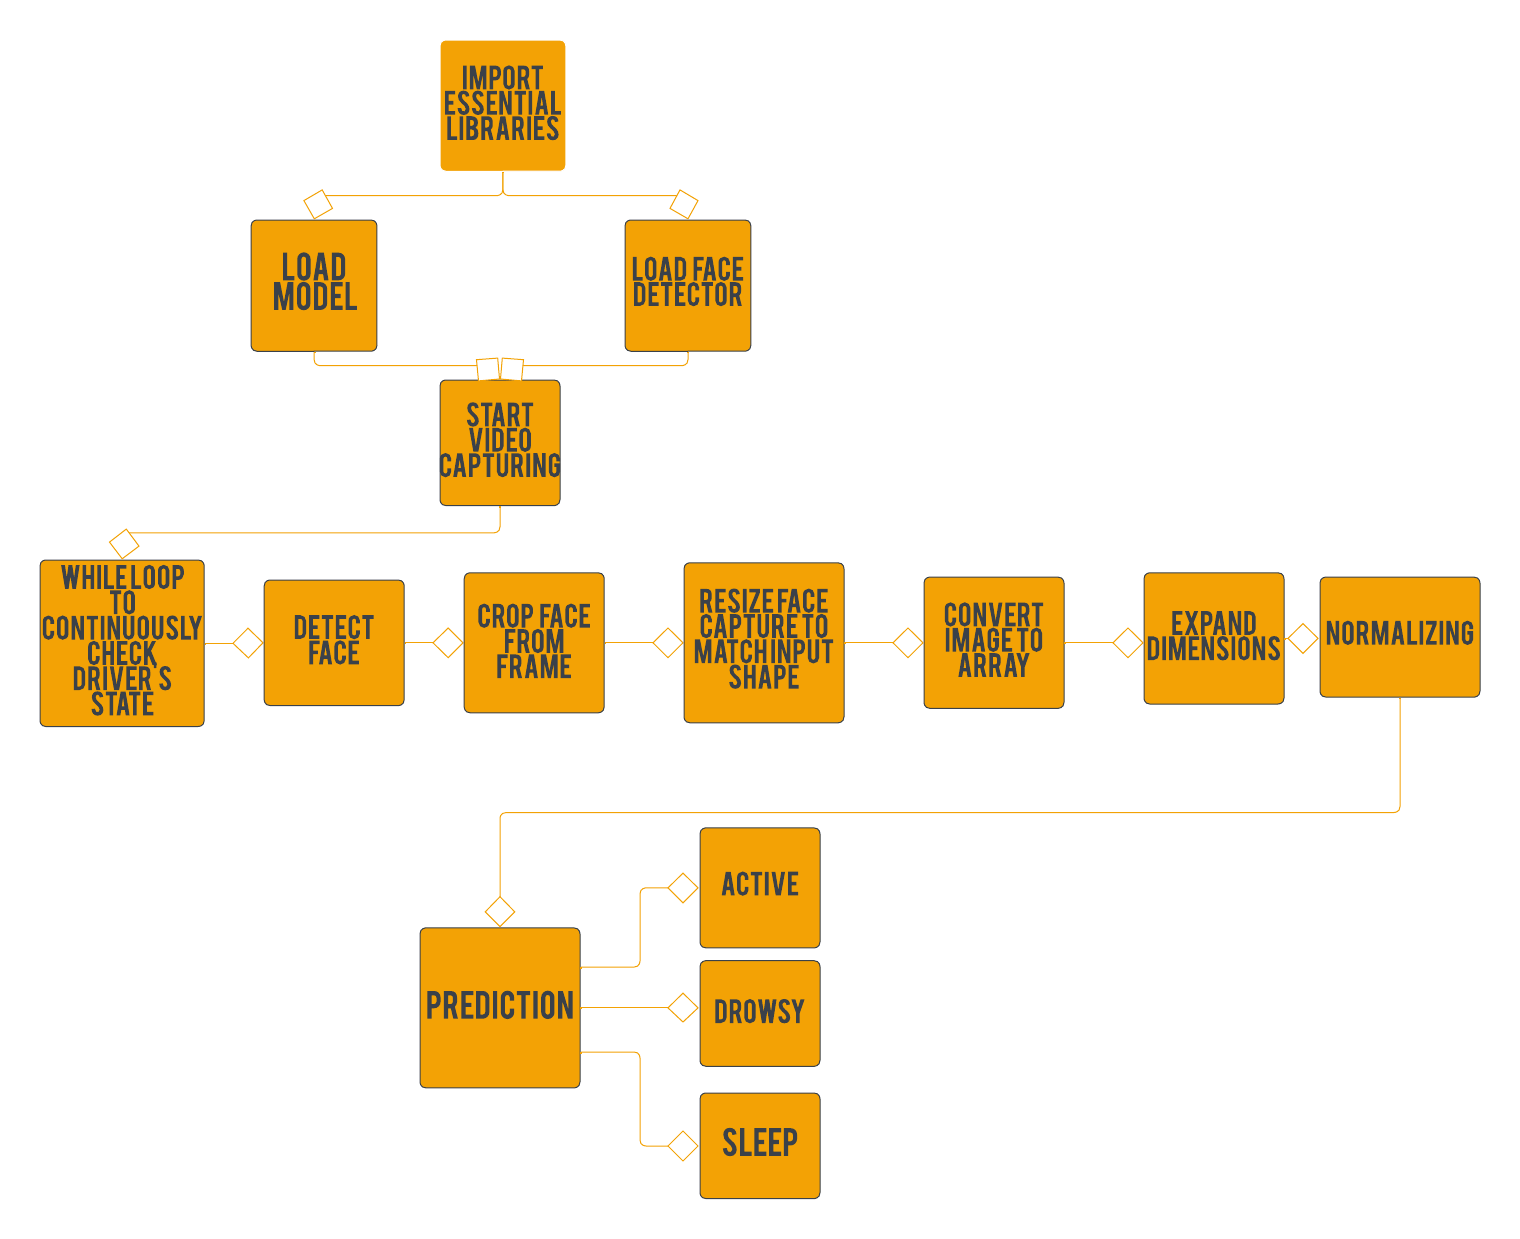 IMPORT
ESSENTIAL
LIBRARIES
LOAD
MODEL
LOAD FACE
DETECTOR
START
VIDEO
CAPTURING
WHILE LOOP
TO
CONTINUOUSLY
CHECK
DRIVER'S
STATE
DETECT
FACE
CROP FACE
FROM
FRAME
RESIZE FACE
CAPTURE TO
MATCH INPUT
SHAPE
CONVERT
IMAGE TO
ARRAY
EXPAND
DIMENSIONS
NORMALIZING
PREDICTION
ACTIVE
DROWSY
SLEEP